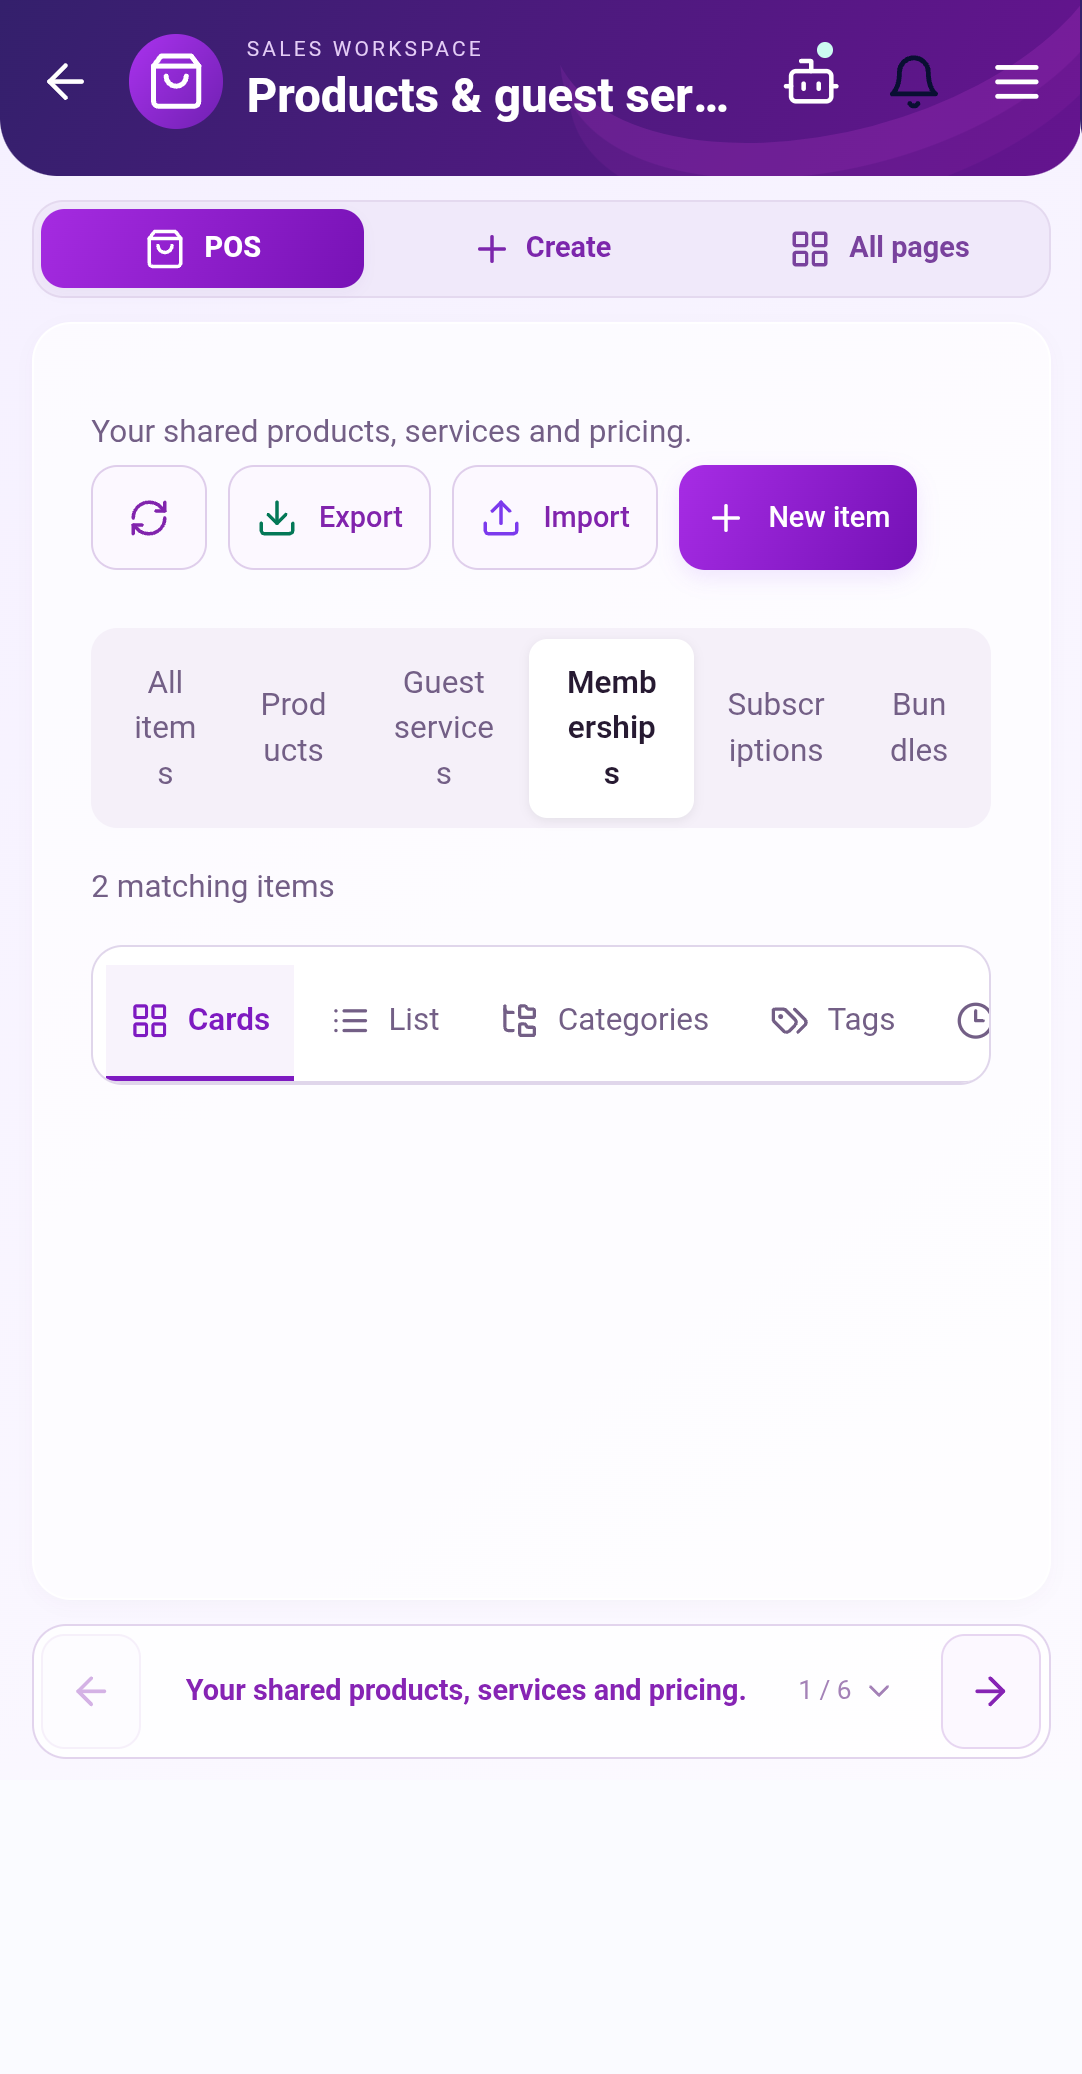 SALES WORKSPACE
Products & guest ser...
POS
Create
All pages
Your shared products, services and pricing.
Export
Import
New item
All
item
s
Prod
ucts
Guest
service
s
Memb
ership
s
Subscr
iptions
Bun
dles
2 matching items
Cards
List
Categories
Tags
Your shared products, services and pricing.
1 / 6